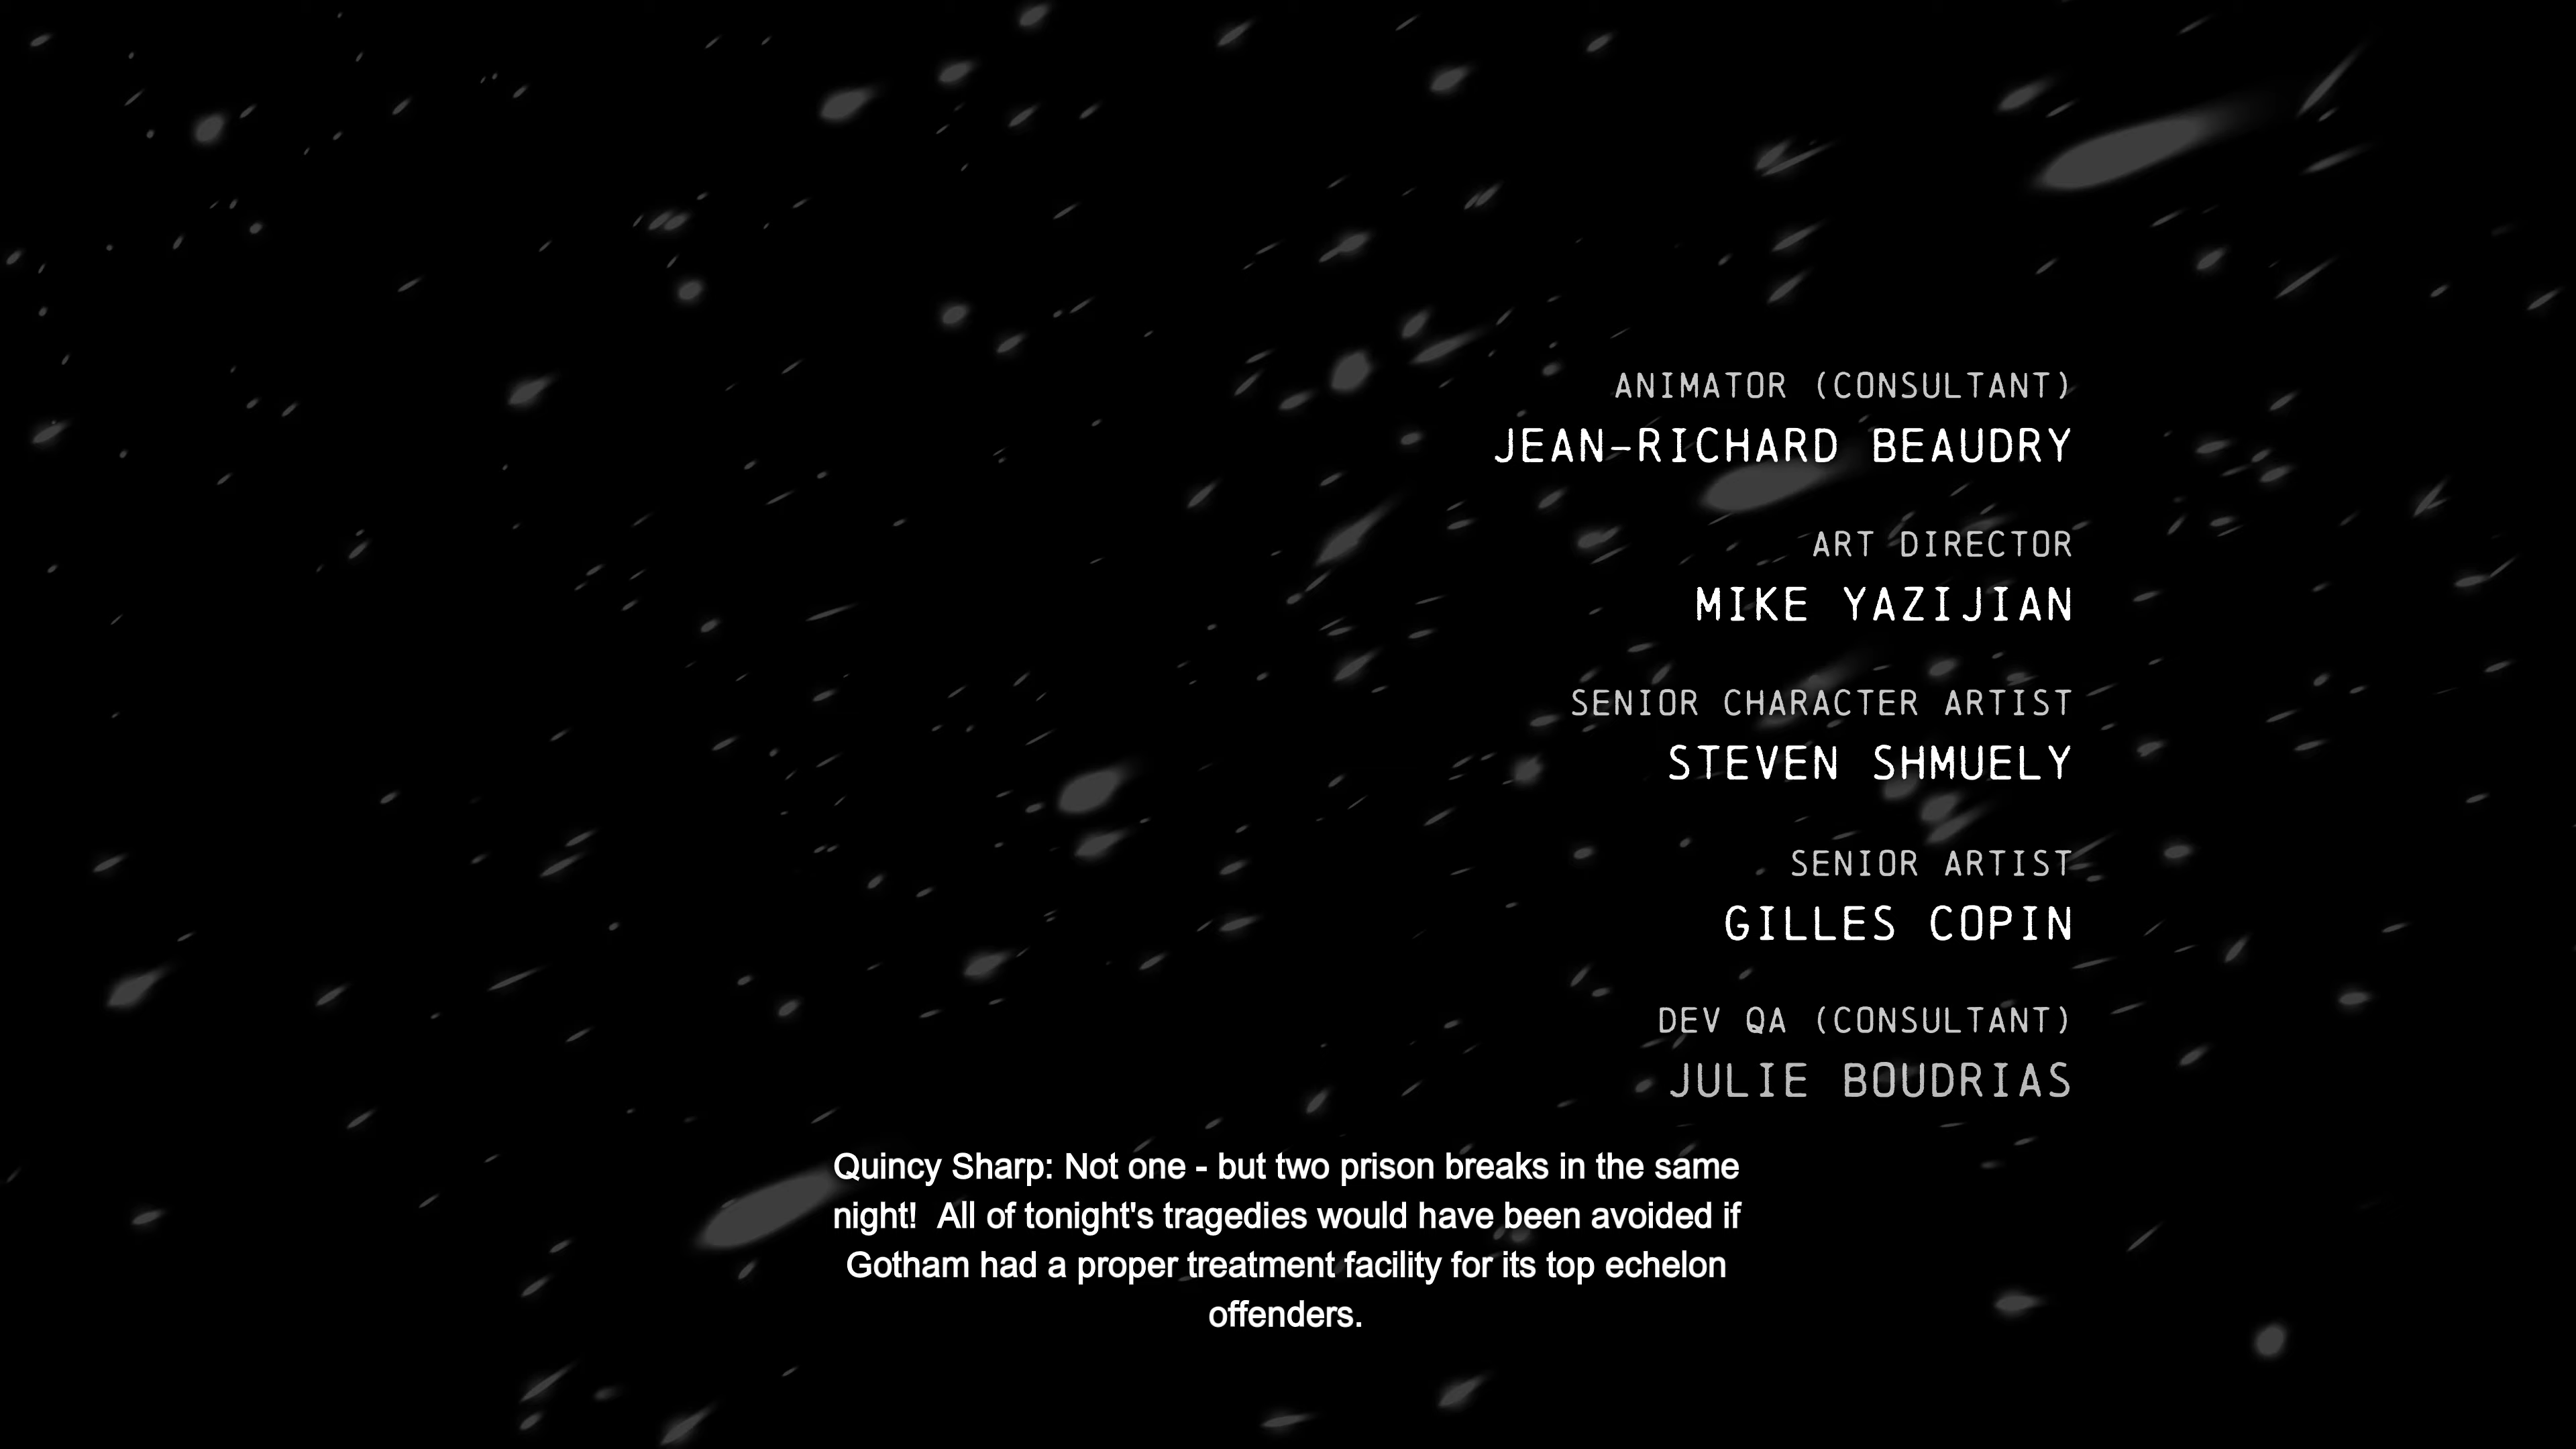 ANIMATOR (CONSULTANT)
JEAN-RICHARD BEAUDRY
ART DIRECTOR
MIKE YAZIJIAN
SENIOR CHARACTER ARTIST
STEVEN SHMUELY
SENIOR ARTIST
GILLES COPIN
DEV QA (CONSULTANT)
JULIE BOUDRIAS
Quincy Sharp: Not one - but two prison breaks in the same
night!  All of tonight's tragedies would have been avoided if
Gotham had a proper treatment facility for its top echelon
offenders.